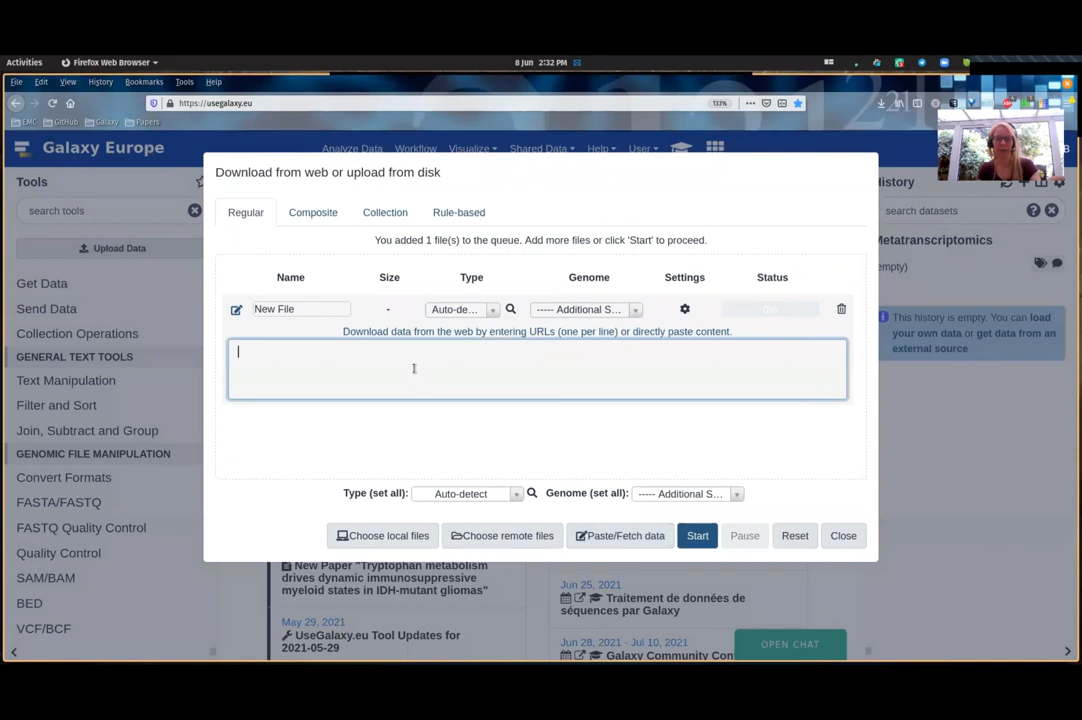 Activities
Firefox Web Browser
8 Jun 2:32 PM
File Edit View History Bookmarks Tools Help
https://usegalaxy.eu
133%
EMC GitHub Galaxy Papers
Galaxy Europe
Analyze Data Workflow Visualize Shared Data Help User
Tools
search tools
Upload Data
Get Data
Send Data
Collection Operations
GENERAL TEXT TOOLS
Text Manipulation
Filter and Sort
Join, Subtract and Group
GENOMIC FILE MANIPULATION
Convert Formats
FASTA/FASTQ
FASTQ Quality Control
Quality Control
SAM/BAM
BED
VCF/BCF
Download from web or upload from disk
Regular Composite Collection Rule-based
You added 1 file(s) to the queue. Add more files or click 'Start' to proceed.
Name Size Type Genome Settings Status
New File - Auto-de... ----- Additional S... 0%
Download data from the web by entering URLs (one per line) or directly paste content.
Type (set all): Auto-detect Genome (set all): ----- Additional S...
Choose local files Choose remote files Paste/Fetch data Start Pause Reset Close
New Paper "Tryptophan metabolism
drives dynamic immunosuppressive
myeloid states in IDH-mutant gliomas"
May 29, 2021
UseGalaxy.eu Tool Updates for
2021-05-29
Jun 25, 2021
Traitement de données de
séquences par Galaxy
Jun 28, 2021 - Jul 10, 2021
Galaxy Community Con
OPEN CHAT
History
search datasets
Metatranscriptomics
empty)
This history is empty. You can load
your own data or get data from an
external source